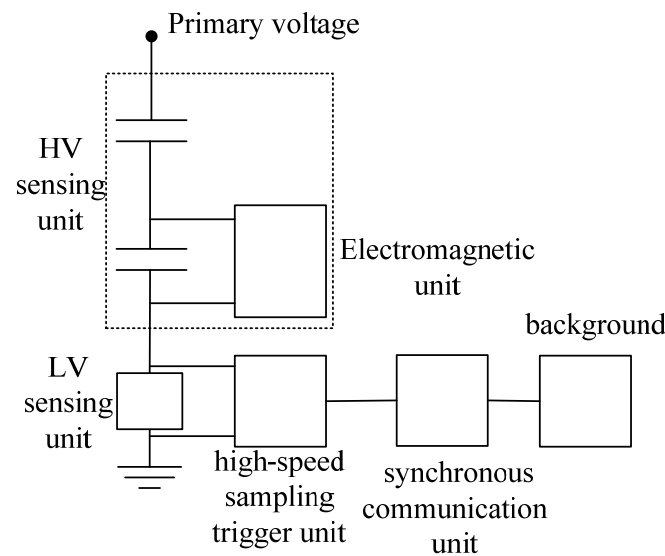 Primary voltage
HV
sensing
unit
Electromagnetic
unit
background
LV
sensing
unit
high-speed
sampling
trigger unit
synchronous
communication
unit